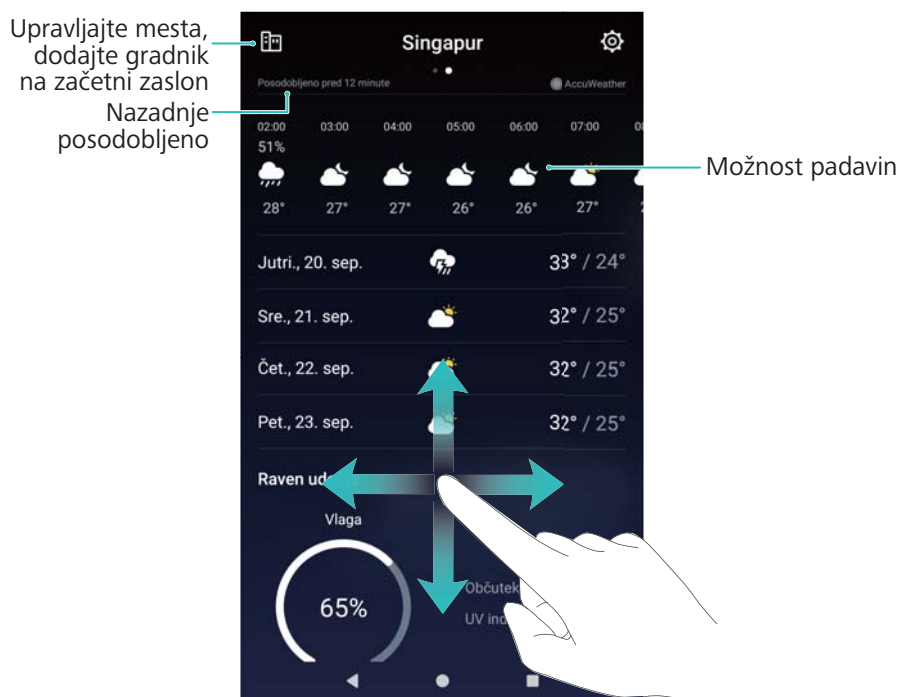 Upravljajte mesta,
dodajte gradnik
na začetni zaslon
Nazadnje
posodobljeno
Singapur
Posodobljeno pred 12 minute
AccuWeather
02:00 03:00 04:00 05:00 06:00 07:00
51%
28° 27° 27° 26° 26° 27°
Možnost padavin
Jutri., 20. sep. 33° / 24°
Sre., 21. sep. 32° / 25°
Čet., 22. sep. 32° / 25°
Pet., 23. sep. 32° / 25°
Raven
Vlaga
65%
Občutek
UV